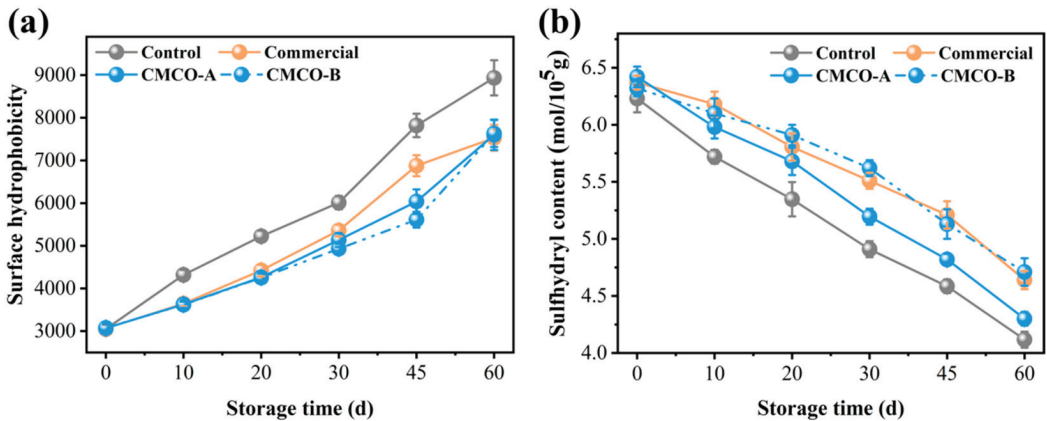 (a)
Control
Commercial
CMCO-A
CMCO-B
9000
8000
7000
6000
5000
4000
3000
Surface hydrophobicity
0
10
20
30
45
60
Storage time (d)
(b)
Control
Commercial
CMCO-A
CMCO-B
6.5
6.0
5.5
5.0
4.5
4.0
Sulfhydryl content (mol/10⁵g)
0
10
20
30
45
60
Storage time (d)